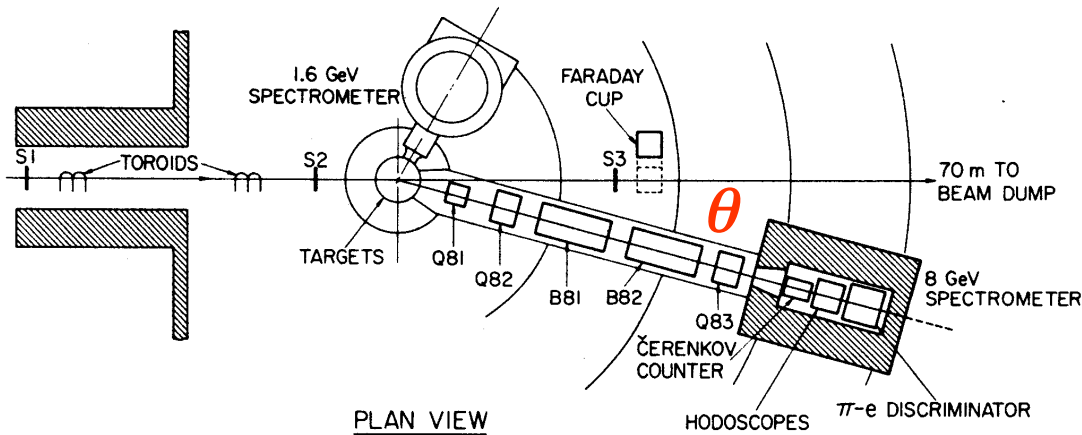 1.6 GeV
SPECTROMETER
FARADAY
CUP
S1
TOROIDS
S2
S3
70 m TO
BEAM DUMP
θ
TARGETS
Q81
Q82
B81
B82
Q83
8 GeV
SPECTROMETER
ČERENKOV
COUNTER
HODOSCOPES
π-e DISCRIMINATOR
PLAN VIEW